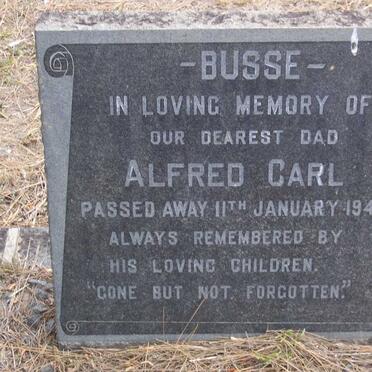 -BUSSE-
IN LOVING MEMORY OF
OUR DEAREST DAD
ALFRED CARL
PASSED AWAY 11TH JANUARY
ALWAYS REMEMBERED BY
HIS LOVING CHILDREN.
"GONE BUT NOT FORGOTTEN."